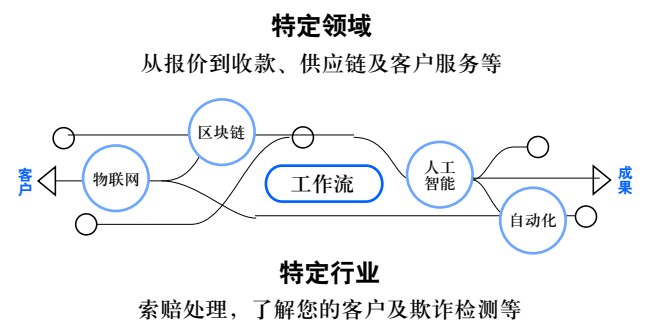 特定领域
从报价到收款、供应链及客户服务等
区块链
客户
物联网
工作流
人工
智能
成果
自动化
特定行业
索赔处理，了解您的客户及欺诈检测等